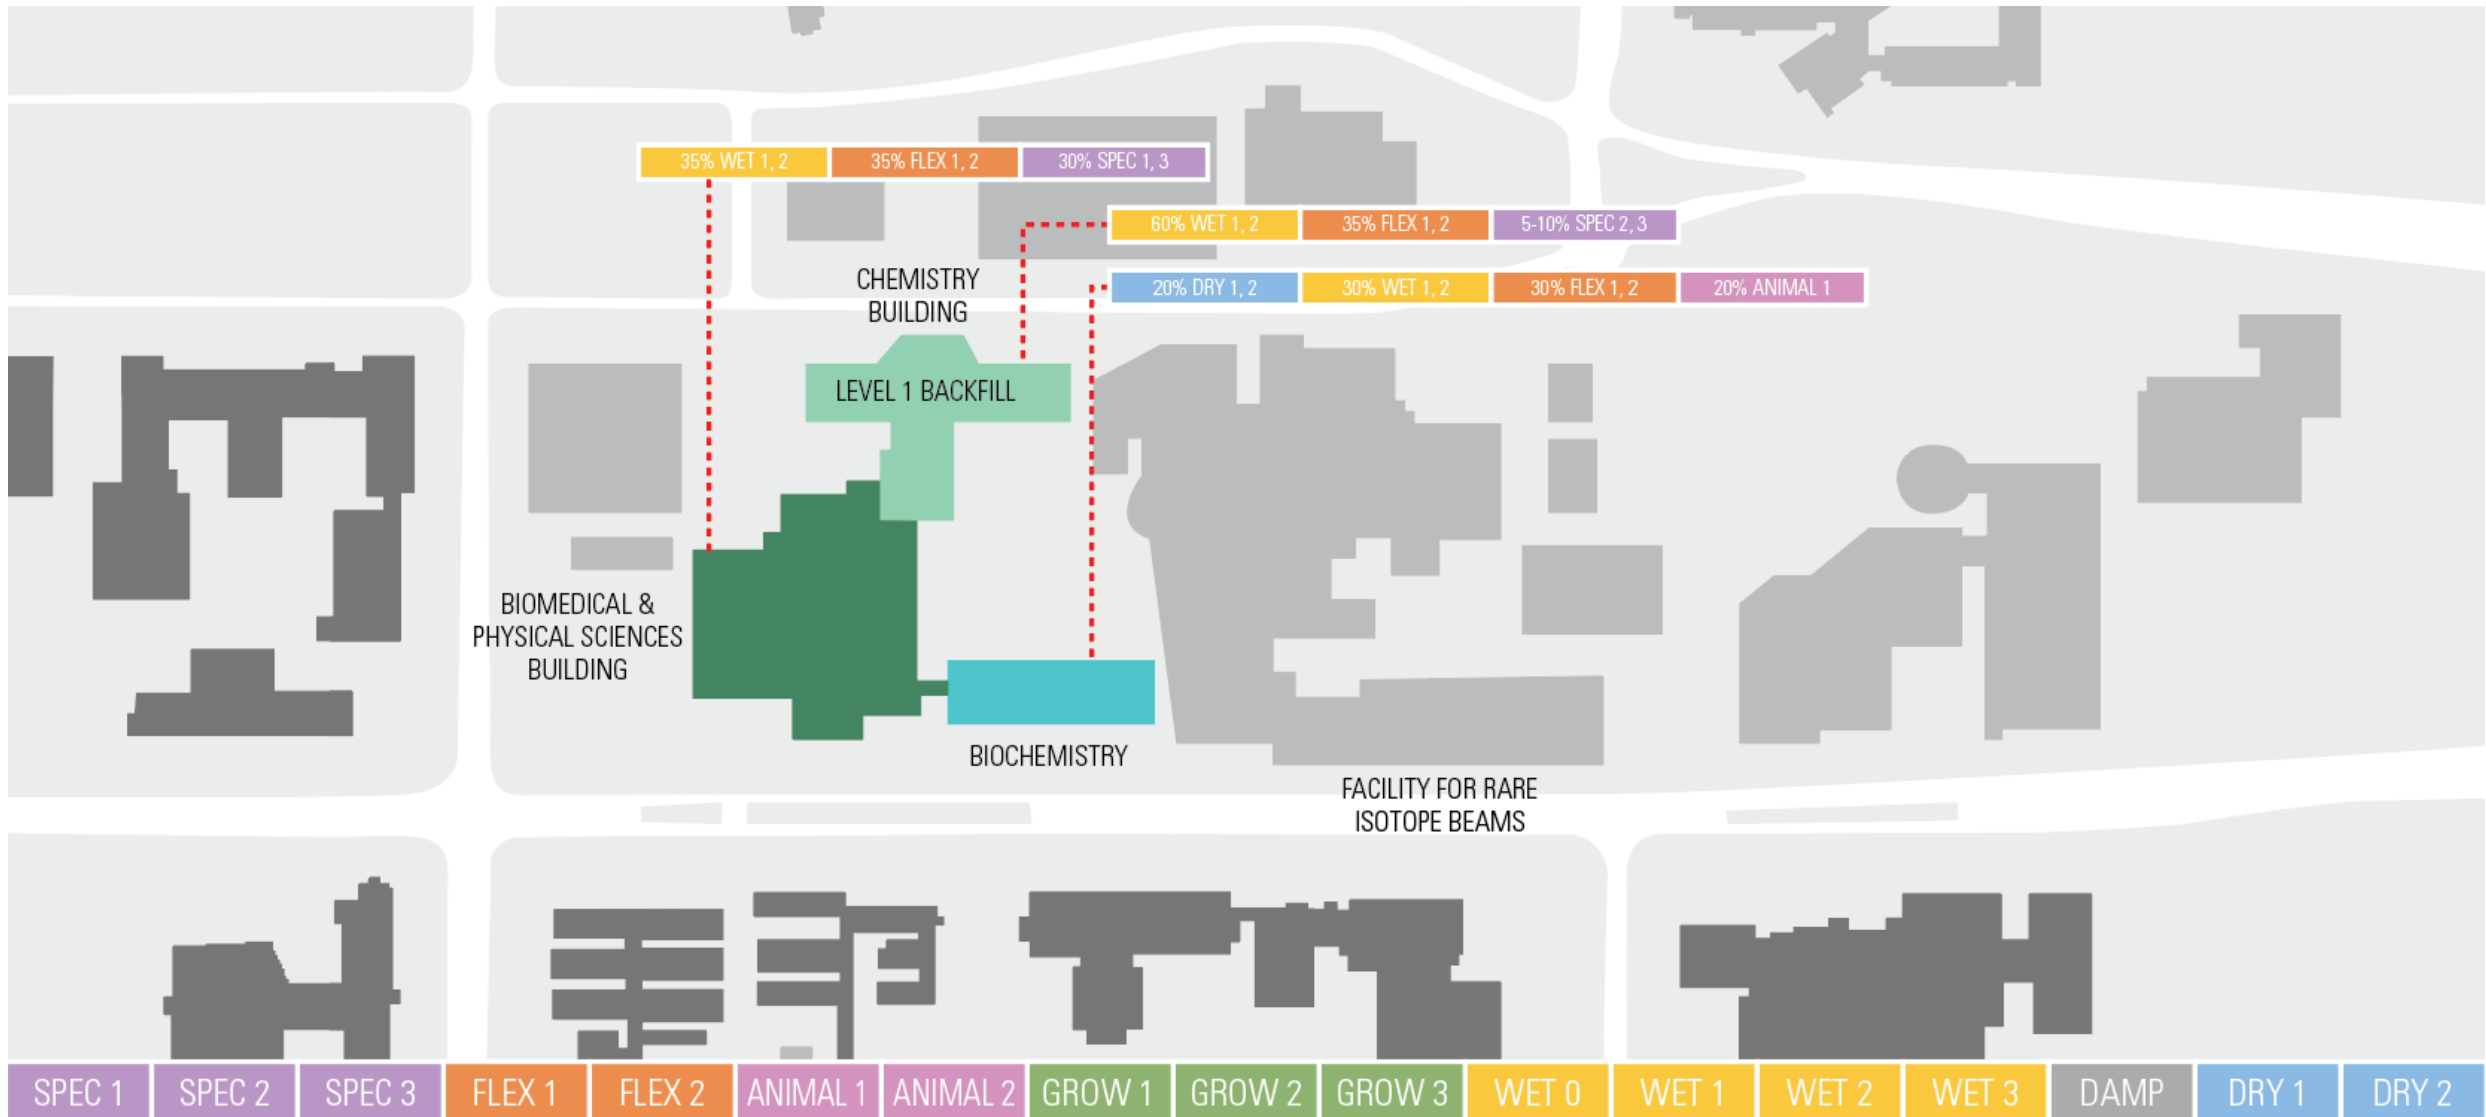 35% WET 1, 2 35% FLEX 1, 2 30% SPEC 1, 3
60% WET 1, 2 35% FLEX 1, 2 5-10% SPEC 2, 3
20% DRY 1, 2 30% WET 1, 2 30% FLEX 1, 2 20% ANIMAL 1
CHEMISTRY
BUILDING
LEVEL 1 BACKFILL
BIOMEDICAL &
PHYSICAL SCIENCES
BUILDING
BIOCHEMISTRY
FACILITY FOR RARE
ISOTOPE BEAMS
SPEC 1 SPEC 2 SPEC 3 FLEX 1 FLEX 2 ANIMAL 1 ANIMAL 2 GROW 1 GROW 2 GROW 3 WET 0 WET 1 WET 2 WET 3 DAMP DRY 1 DRY 2